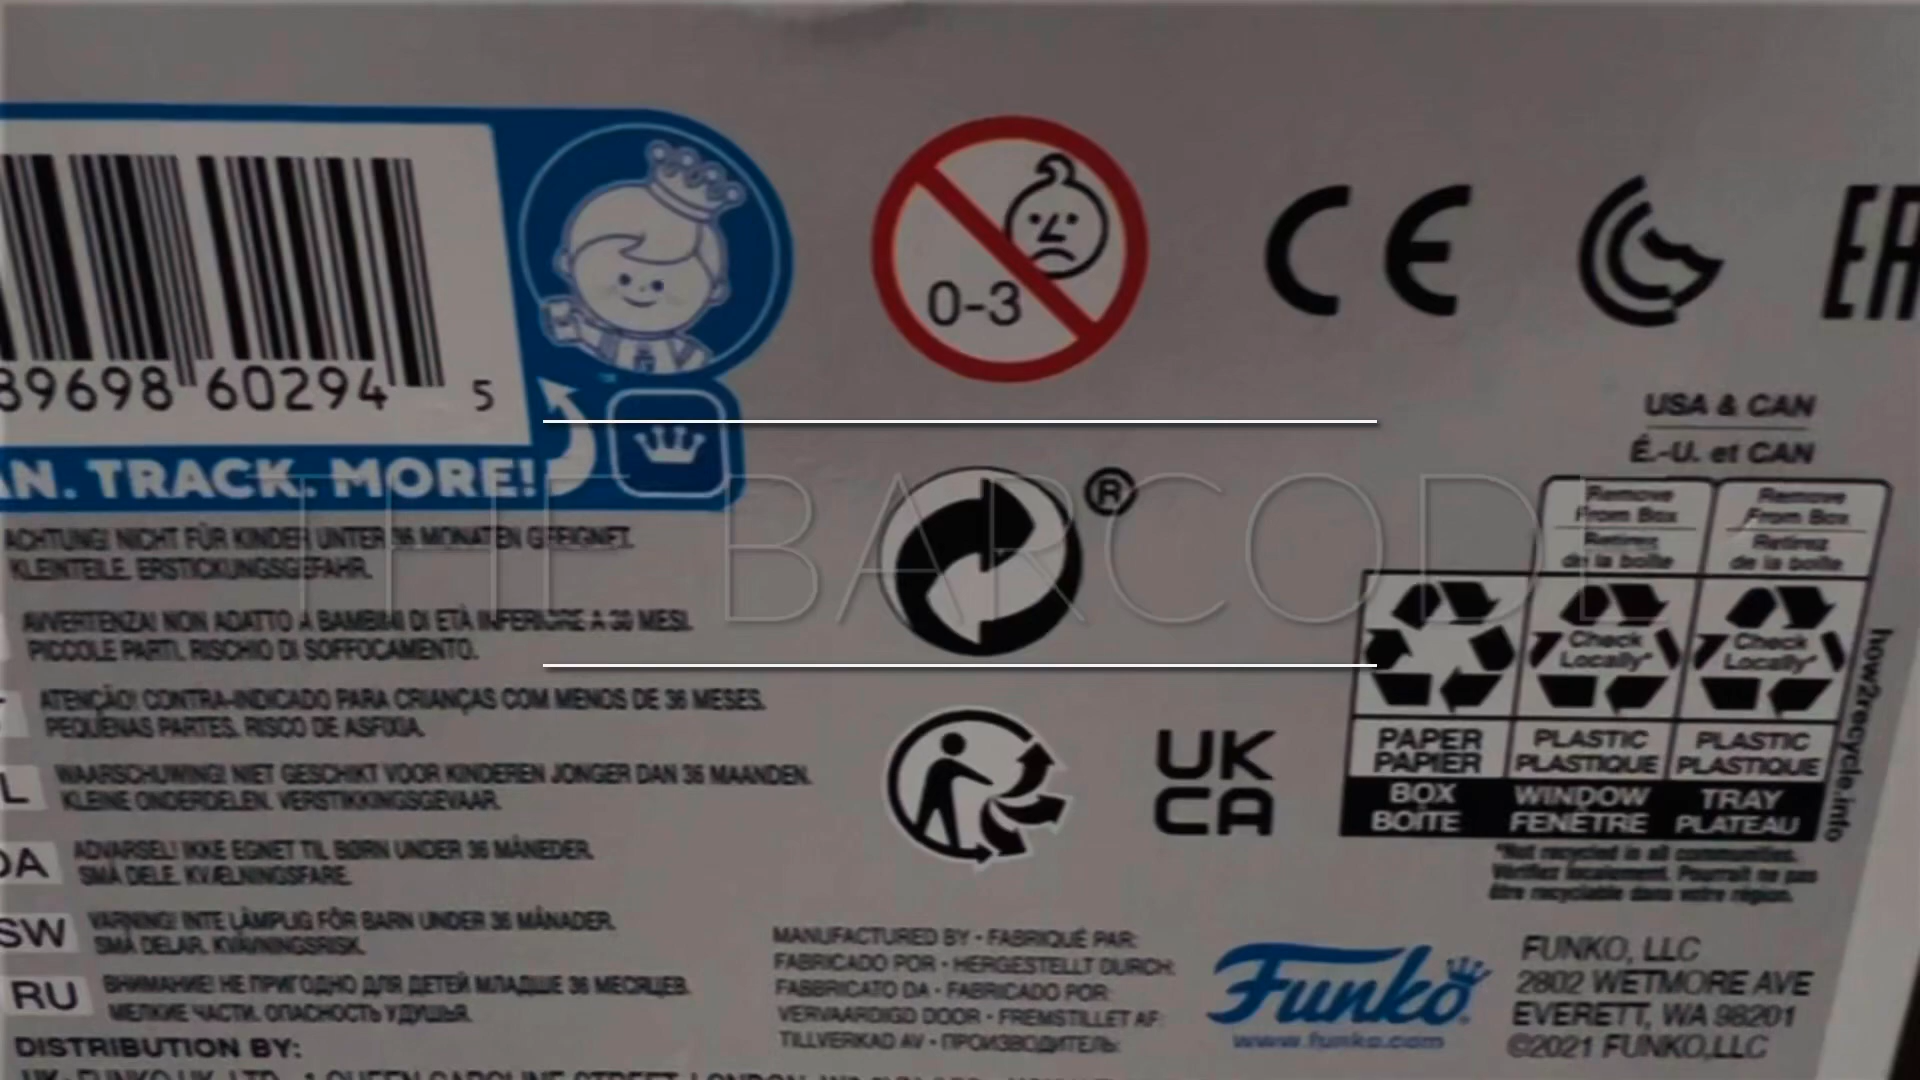 89698 60294 5
AN. TRACK. MORE!
0-3
CE
EA
USA & CAN
É.-U. et CAN
®
THE BARCODE
Remove
From Box
Retirez
de la boîte
Remove
From Box
Retirez
de la boîte
Check
Locally*
Check
Locally*
PAPER
PAPIER
PLASTIC
PLASTIQUE
PLASTIC
PLASTIQUE
BOX
BOÎTE
WINDOW
FENÊTRE
TRAY
PLATEAU
how2recycle.info
*Not recycled in all communities.
Vérifiez localement. Pourrait ne pas
être recyclable dans votre région.
ACHTUNG! NICHT FÜR KINDER UNTER 36 MONATEN GEEIGNET.
KLEINTEILE. ERSTICKUNGSGEFAHR.
AVVERTENZA! NON ADATTO A BAMBINI DI ETÀ INFERIORE A 36 MESI.
PICCOLE PARTI. RISCHIO DI SOFFOCAMENTO.
ATENÇÃO! CONTRA-INDICADO PARA CRIANÇAS COM MENOS DE 36 MESES.
PEQUENAS PARTES. RISCO DE ASFIXIA.
L WAARSCHUWING! NIET GESCHIKT VOOR KINDEREN JONGER DAN 36 MAANDEN.
KLEINE ONDERDELEN. VERSTIKKINGSGEVAAR.
DA ADVARSEL! IKKE EGNET TIL BØRN UNDER 36 MÅNEDER.
SMÅ DELE. KVÆLNINGSFARE.
SW VARNING! INTE LÄMPLIG FÖR BARN UNDER 36 MÅNADER.
SMÅ DELAR. KVÄVNINGSRISK.
RU ВНИМАНИЕ! НЕ ПРИГОДНО ДЛЯ ДЕТЕЙ МЛАДШЕ 36 МЕСЯЦЕВ.
МЕЛКИЕ ЧАСТИ. ОПАСНОСТЬ УДУШЬЯ.
DISTRIBUTION BY:
UK
CA
MANUFACTURED BY • FABRIQUÉ PAR:
FABRICADO POR • HERGESTELLT DURCH:
FABBRICATO DA • FABRICADO POR:
VERVAARDIGD DOOR • FREMSTILLET AF:
TILLVERKAD AV • ПРОИЗВОДИТЕЛЬ:
Funko
www.funko.com
FUNKO, LLC
2802 WETMORE AVE
EVERETT, WA 98201
©2021 FUNKO,LLC